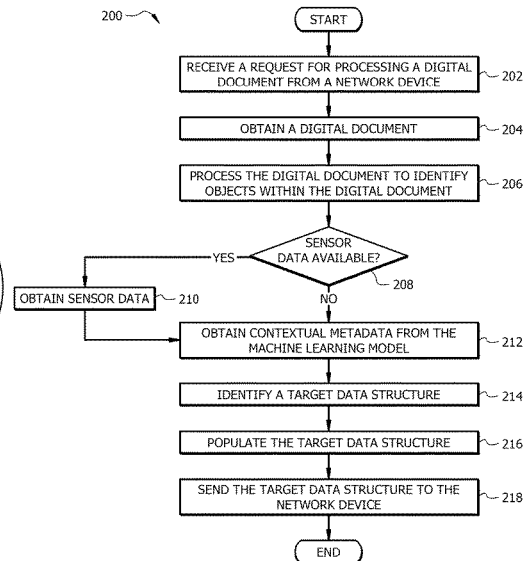 200
START
RECEIVE A REQUEST FOR PROCESSING A DIGITAL
DOCUMENT FROM A NETWORK DEVICE
202
OBTAIN A DIGITAL DOCUMENT
204
PROCESS THE DIGITAL DOCUMENT TO IDENTIFY
OBJECTS WITHIN THE DIGITAL DOCUMENT
206
SENSOR
DATA AVAILABLE?
YES
208
OBTAIN SENSOR DATA
210
NO
OBTAIN CONTEXTUAL METADATA FROM THE
MACHINE LEARNING MODEL
212
IDENTIFY A TARGET DATA STRUCTURE
214
POPULATE THE TARGET DATA STRUCTURE
216
SEND THE TARGET DATA STRUCTURE TO THE
NETWORK DEVICE
218
END